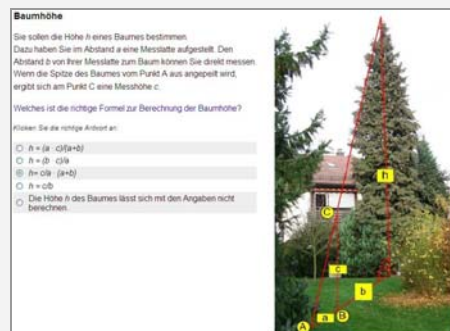 Baumhöhe
Sie sollen die Höhe h eines Baumes bestimmen.
Dazu haben Sie im Abstand a eine Messlatte aufgestellt. Den
Abstand b von Ihrer Messlatte zum Baum können Sie direkt messen.
Wenn die Spitze des Baumes vom Punkt A aus angepeilt wird,
ergibt sich am Punkt C eine Messhöhe c.
Welches ist die richtige Formel zur Berechnung der Baumhöhe?
Klicken Sie die richtige Antwort an:
h = (a c)/(a+b)
h = (b c)/a
h= c/a (a+b)
h = c/b
Die Höhe h des Baumes lässt sich mit den Angaben nicht
berechnen.
h
C
c
b
a
B
A